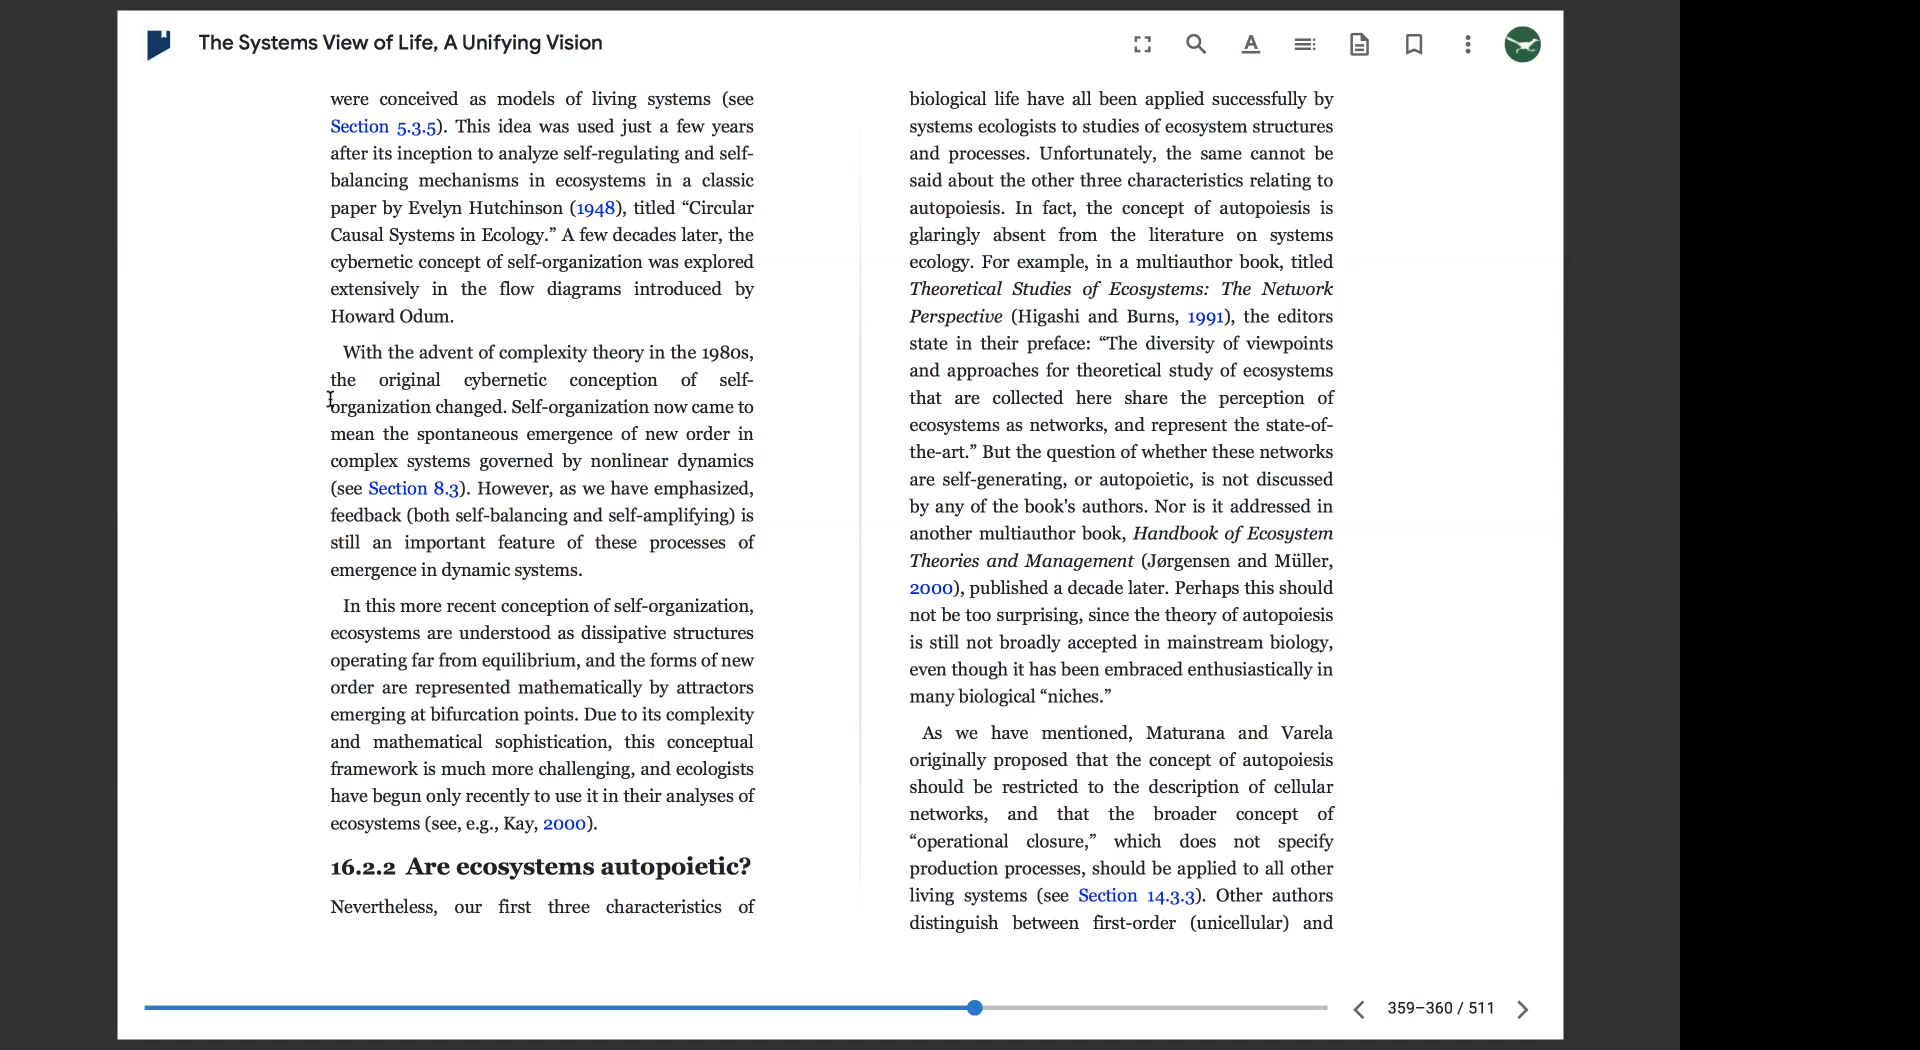 The Systems View of Life, A Unifying Vision
were conceived as models of living systems (see
Section 5.3.5). This idea was used just a few years
after its inception to analyze self-regulating and self-
balancing mechanisms in ecosystems in a classic
paper by Evelyn Hutchinson (1948), titled “Circular
Causal Systems in Ecology.” A few decades later, the
cybernetic concept of self-organization was explored
extensively in the flow diagrams introduced by
Howard Odum.
With the advent of complexity theory in the 1980s,
the original cybernetic conception of self-
organization changed. Self-organization now came to
mean the spontaneous emergence of new order in
complex systems governed by nonlinear dynamics
(see Section 8.3). However, as we have emphasized,
feedback (both self-balancing and self-amplifying) is
still an important feature of these processes of
emergence in dynamic systems.
In this more recent conception of self-organization,
ecosystems are understood as dissipative structures
operating far from equilibrium, and the forms of new
order are represented mathematically by attractors
emerging at bifurcation points. Due to its complexity
and mathematical sophistication, this conceptual
framework is much more challenging, and ecologists
have begun only recently to use it in their analyses of
ecosystems (see, e.g., Kay, 2000).
16.2.2 Are ecosystems autopoietic?
Nevertheless, our first three characteristics of
biological life have all been applied successfully by
systems ecologists to studies of ecosystem structures
and processes. Unfortunately, the same cannot be
said about the other three characteristics relating to
autopoiesis. In fact, the concept of autopoiesis is
glaringly absent from the literature on systems
ecology. For example, in a multiauthor book, titled
Theoretical Studies of Ecosystems: The Network
Perspective (Higashi and Burns, 1991), the editors
state in their preface: “The diversity of viewpoints
and approaches for theoretical study of ecosystems
that are collected here share the perception of
ecosystems as networks, and represent the state-of-
the-art.” But the question of whether these networks
are self-generating, or autopoietic, is not discussed
by any of the book's authors. Nor is it addressed in
another multiauthor book, Handbook of Ecosystem
Theories and Management (Jørgensen and Müller,
2000), published a decade later. Perhaps this should
not be too surprising, since the theory of autopoiesis
is still not broadly accepted in mainstream biology,
even though it has been embraced enthusiastically in
many biological “niches.”
As we have mentioned, Maturana and Varela
originally proposed that the concept of autopoiesis
should be restricted to the description of cellular
networks, and that the broader concept of
“operational closure,” which does not specify
production processes, should be applied to all other
living systems (see Section 14.3.3). Other authors
distinguish between first-order (unicellular) and
359–360 / 511